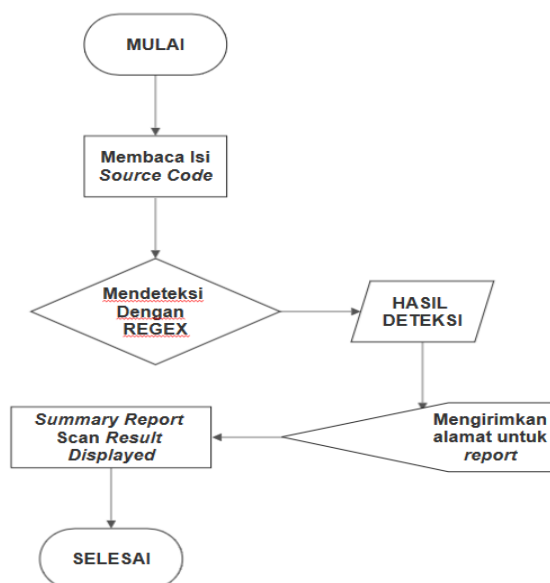 MULAI
Membaca Isi
Source Code
Mendeteksi
Dengan
REGEX
HASIL
DETEKSI
Mengirimkan
alamat untuk
report
Summary Report
Scan Result
Displayed
SELESAI